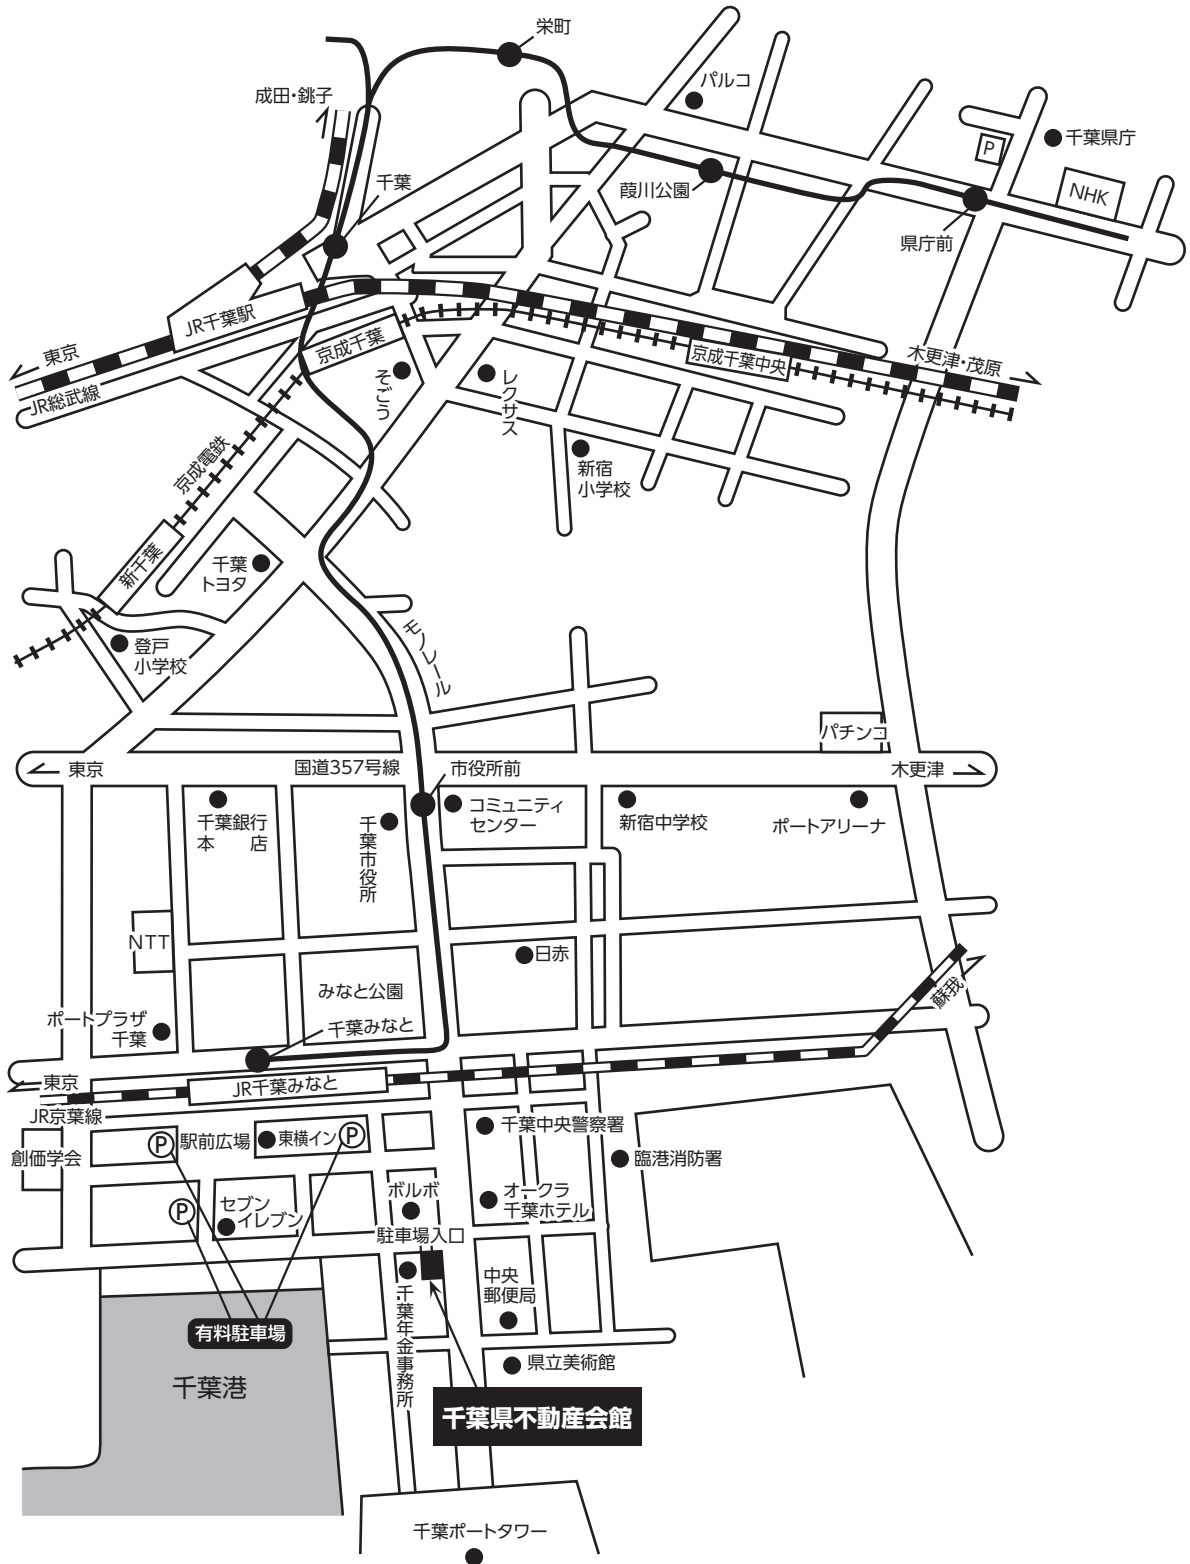 栄町
成田・銚子
パルコ
千葉
葭川公園
P
千葉県庁
NHK
県庁前
JR千葉駅
東京
JR総武線
京成千葉
そごう
レクサス
京成千葉中央
木更津・茂原
京成電鉄
新宿
小学校
新千葉
千葉
トヨタ
登戸
小学校
モノレール
パチンコ
東京
国道357号線
市役所前
木更津
千葉銀行
本　店
千葉市役所
コミュニティ
センター
新宿中学校
ポートアリーナ
NTT
日赤
みなと公園
千葉みなと
ポートプラザ
千葉
蘇我
東京
JR千葉みなと
JR京葉線
創価学会
P
駅前広場
東横イン
P
千葉中央警察署
臨港消防署
P
セブン
イレブン
ボルボ
オークラ
千葉ホテル
駐車場入口
中央
郵便局
千葉年金事務所
有料駐車場
県立美術館
千葉港
千葉県不動産会館
千葉ポートタワー